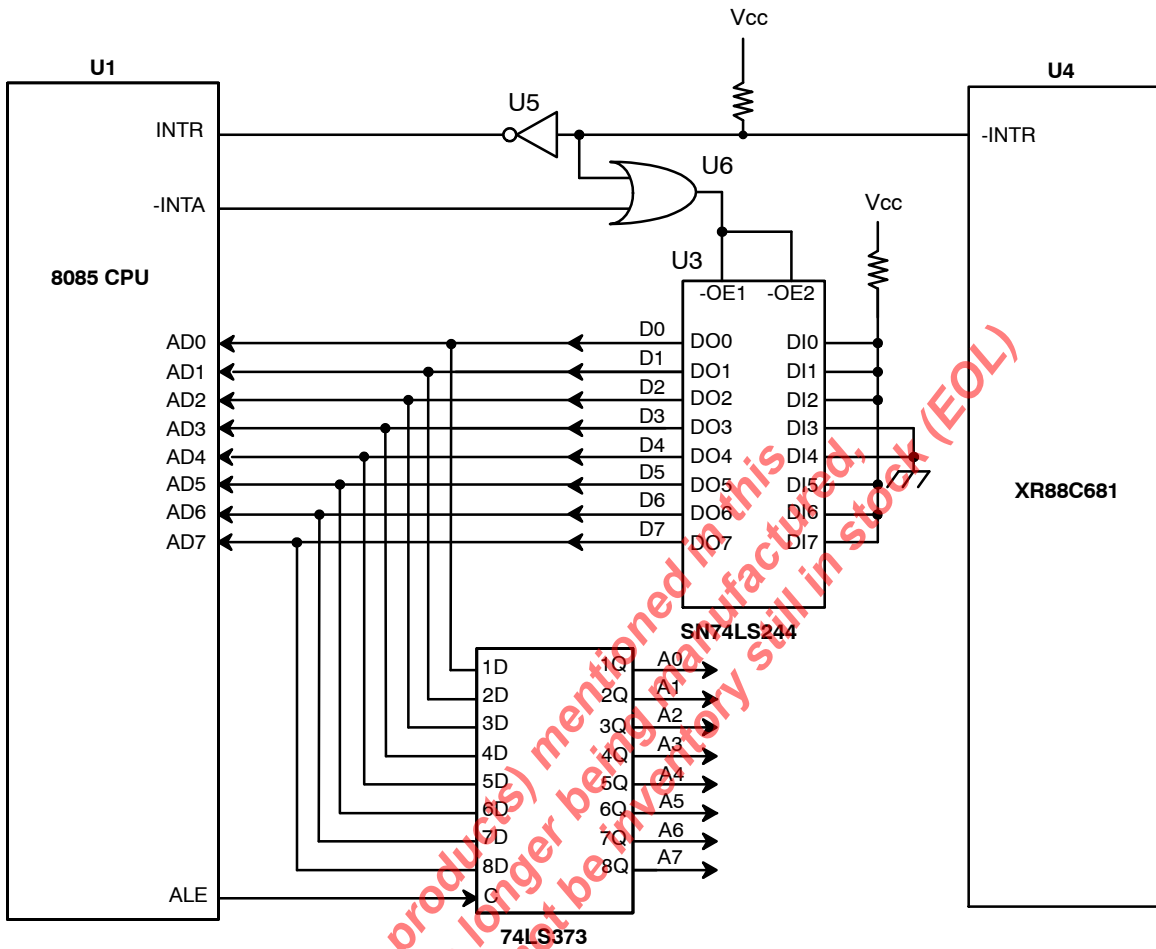 Vcc
U1
U4
U5
INTR
-INTR
U6
-INTA
Vcc
8085 CPU
U3
-OE1 -OE2
AD0 D0 DO0 DI0
AD1 D1 DO1 DI1
AD2 D2 DO2 DI2
AD3 D3 DO3 DI3
AD4 D4 DO4 DI4
AD5 D5 DO5 DI5
AD6 D6 DO6 DI6
AD7 D7 DO7 DI7
XR88C681
SN74LS244
1D 1Q A0
2D 2Q A1
3D 3Q A2
4D 4Q A3
5D 5Q A4
6D 6Q A5
7D 7Q A6
8D 8Q A7
ALE C
74LS373
products) mentioned in this
longer being manufactured,
not be inventory still in stock (EOL)